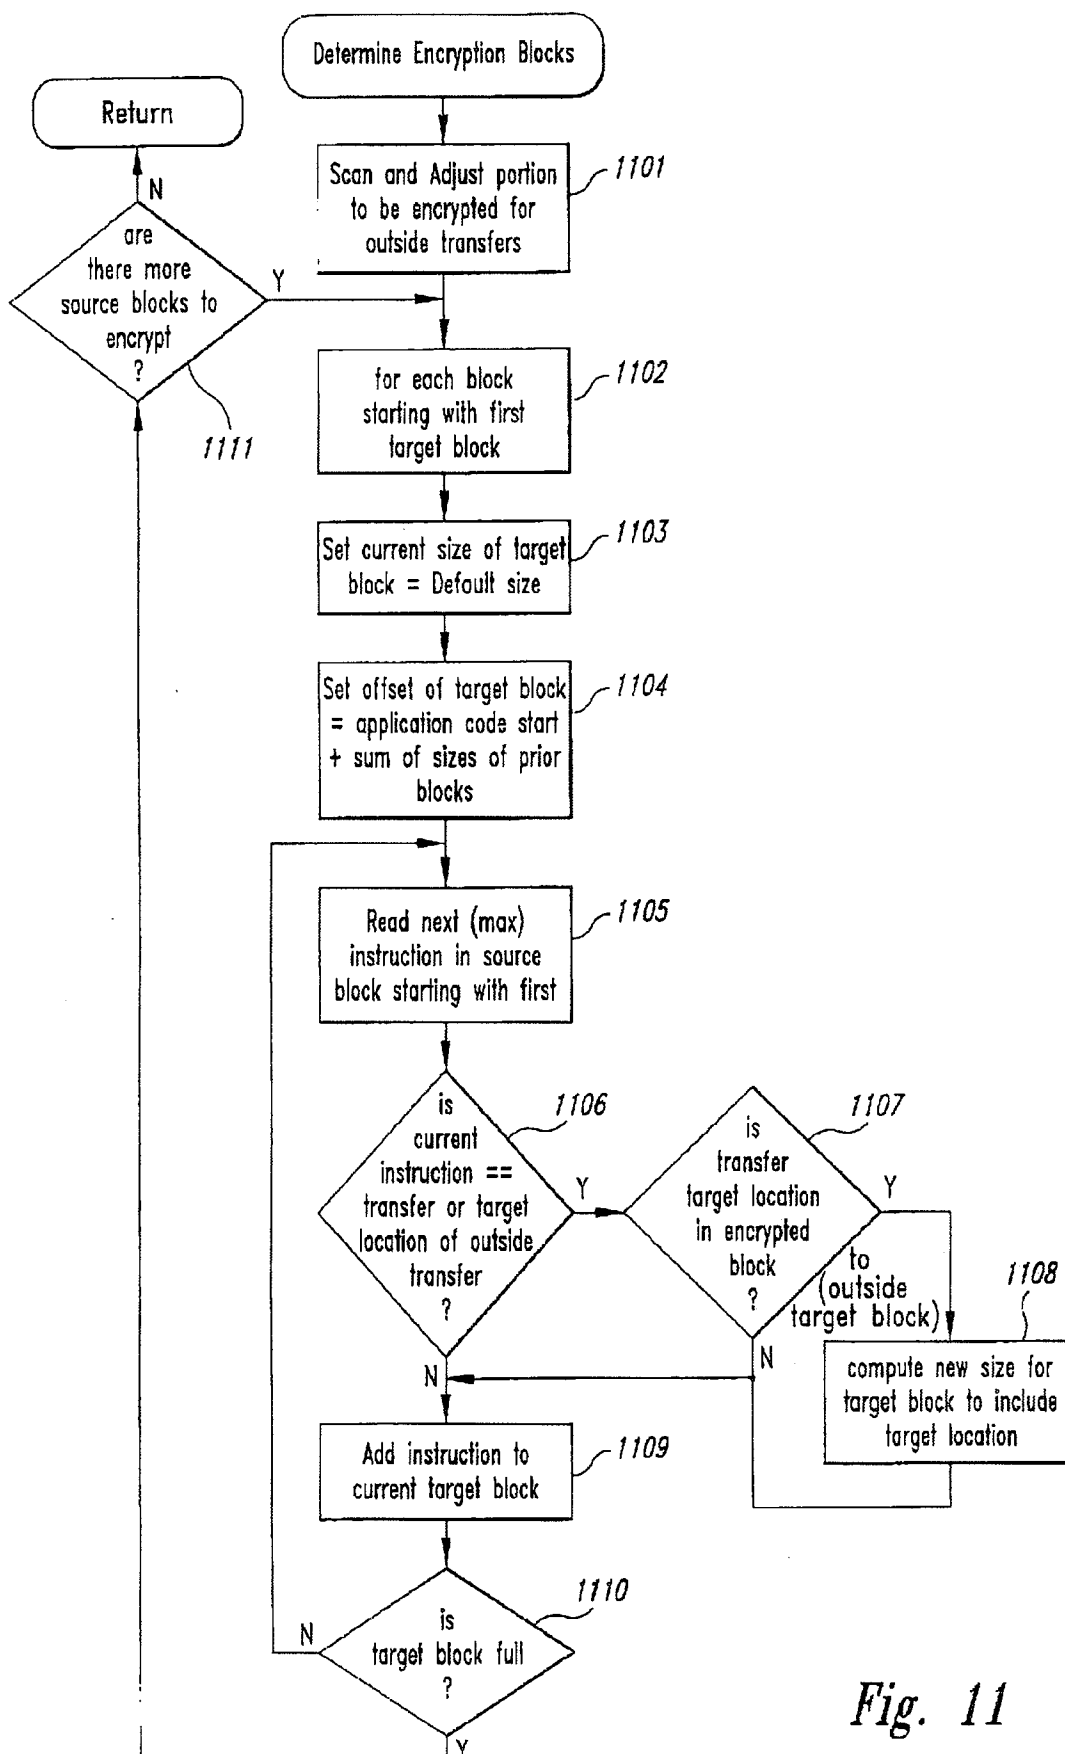 Determine Encryption Blocks
Return
Scan and Adjust portion
to be encrypted for
outside transfers
1101
N
are
there more
source blocks to
encrypt
?
Y
1111
for each block
starting with first
target block
1102
Set current size of target
block = Default size
1103
Set offset of target block
= application code start
+ sum of sizes of prior
blocks
1104
Read next (max)
instruction in source
block starting with first
1105
is
current
instruction ==
transfer or target
location of outside
transfer
?
1106
Y
N
is
transfer
target location
in encrypted
block
?
1107
Y
to
(outside
target block)
N
1108
compute new size for
target block to include
target location
Add instruction to
current target block
1109
is
target block full
?
1110
N
Y
Fig. 11